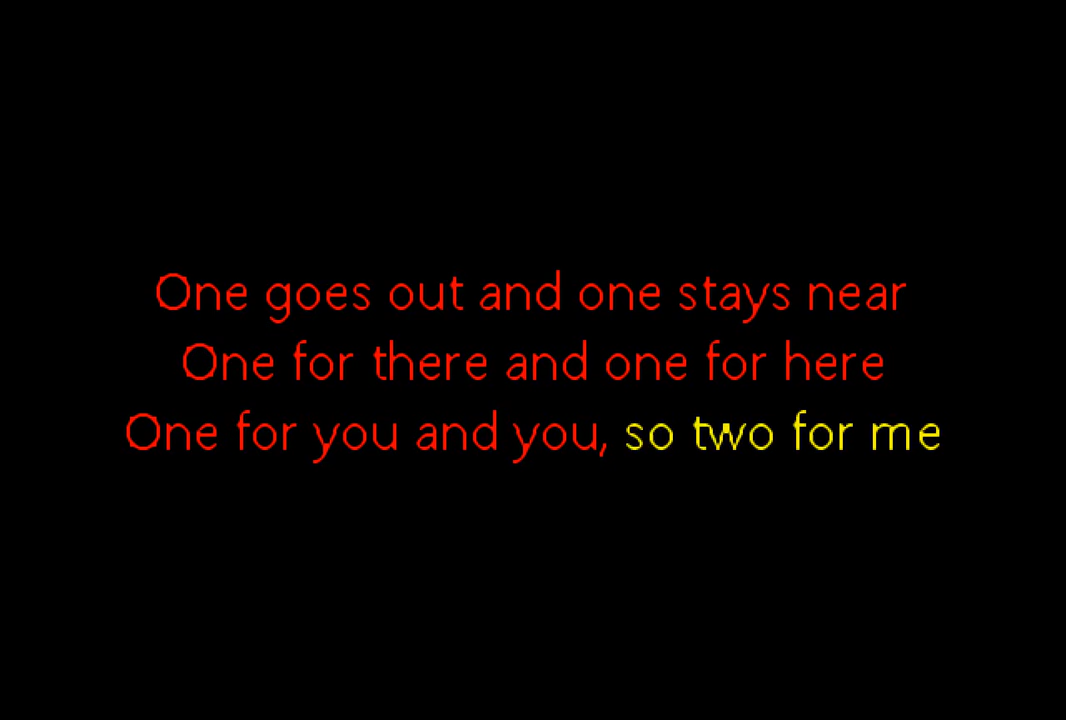 One goes out and one stays near
One for there and one for here
One for you and you, so two for me